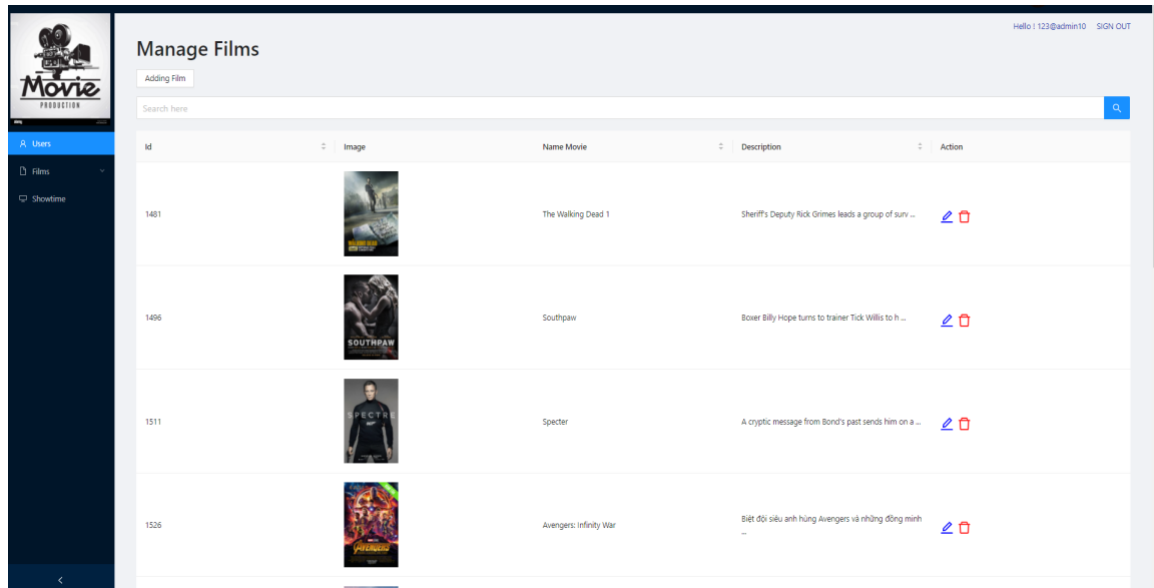 Hello ! 123@admin10 SIGN OUT
Movie
PRODUCTION
Users
Films
Showtime
Manage Films
Adding Film
Search here
Id Image Name Movie Description Action
1481 The Walking Dead 1 Sheriff's Deputy Rick Grimes leads a group of surv ...
1496 Southpaw Boxer Billy Hope turns to trainer Tick Willis to h ...
SOUTHPAW
1511 Specter A cryptic message from Bond's past sends him on a ...
SPECTRE
1526 Avengers: Infinity War Biệt đội siêu anh hùng Avengers và những đồng minh
...
AVENGERS